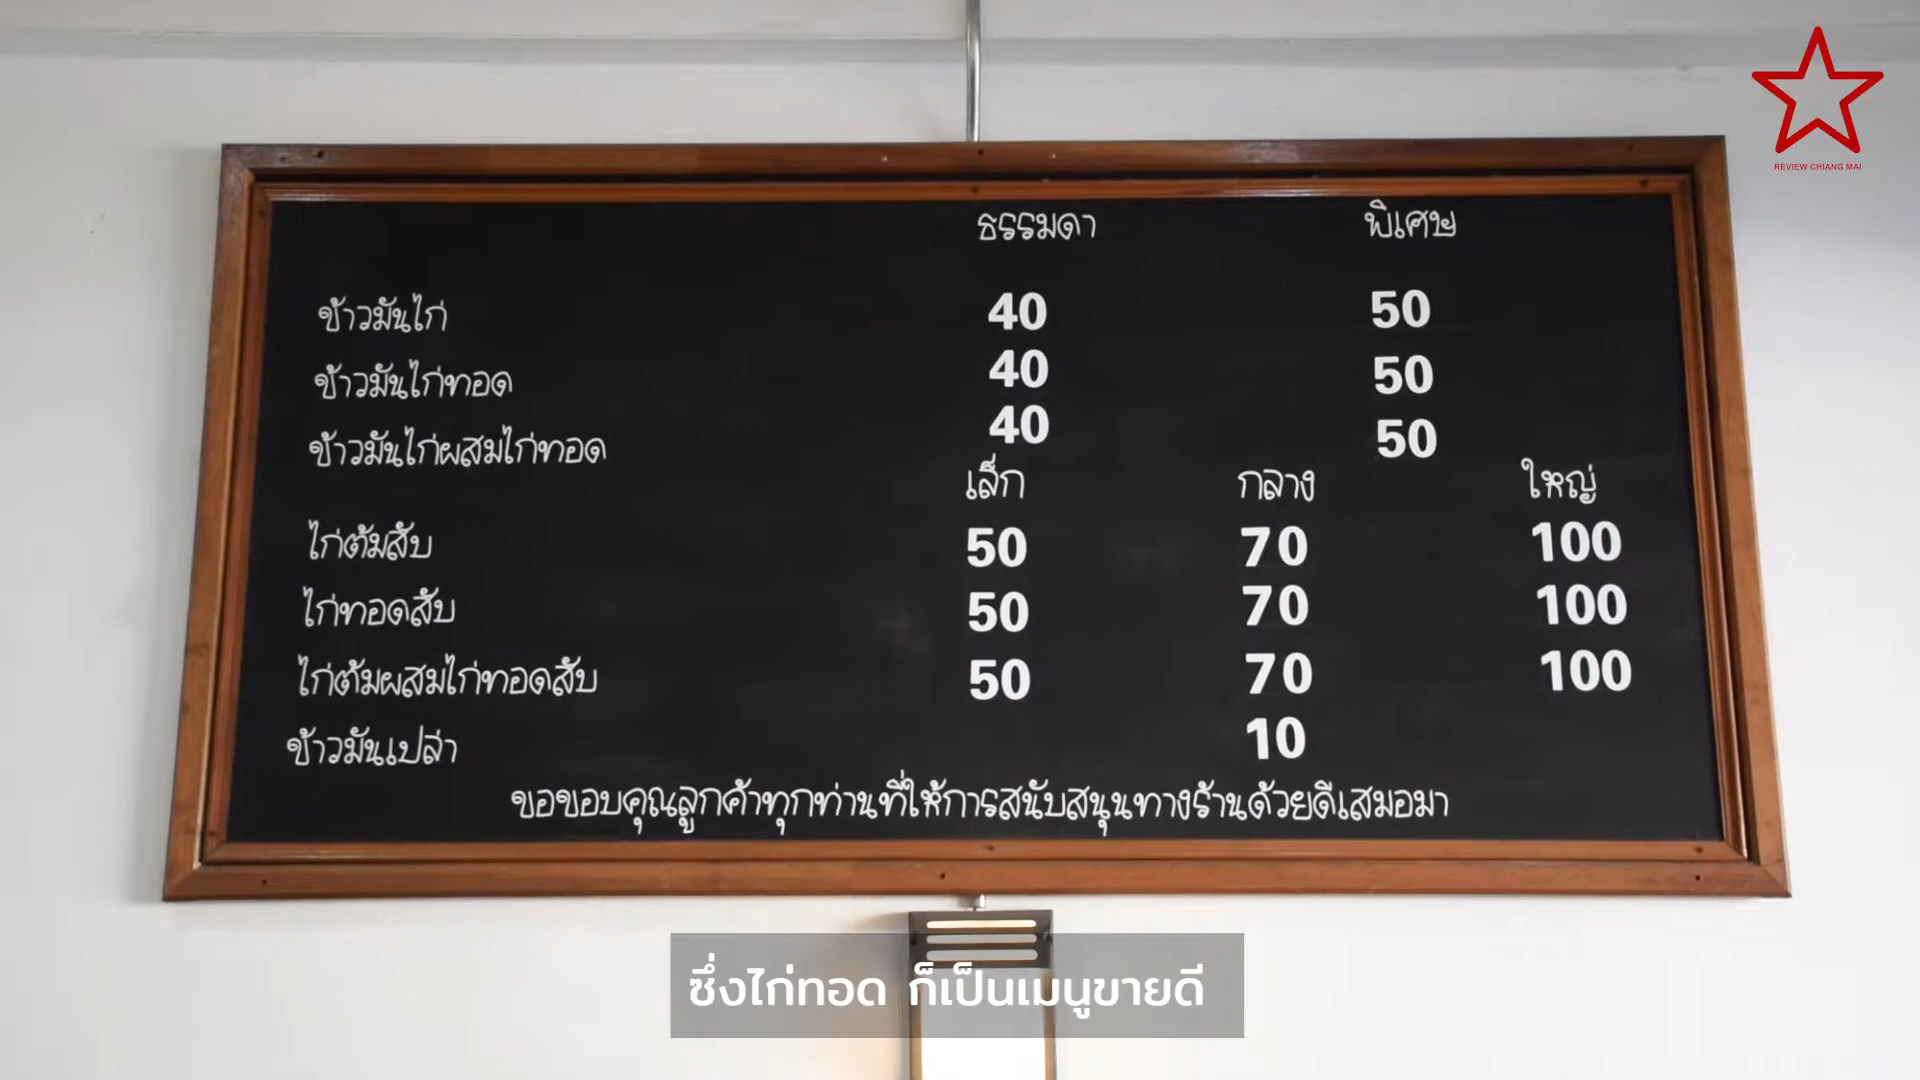 REVIEW CHIANG MAI
ธรรมดา พิเศษ
ข้าวมันไก่ 40 50
ข้าวมันไก่ทอด 40 50
ข้าวมันไก่ผสมไก่ทอด 40 50
เล็ก กลาง ใหญ่
ไก่ต้มสับ 50 70 100
ไก่ทอดสับ 50 70 100
ไก่ต้มผสมไก่ทอดสับ 50 70 100
ข้าวมันเปล่า 10
ขอขอบคุณลูกค้าทุกท่านที่ให้การสนับสนุนทางร้านด้วยดีเสมอมา
ซึ่งไก่ทอด ก็เป็นเมนูขายดี